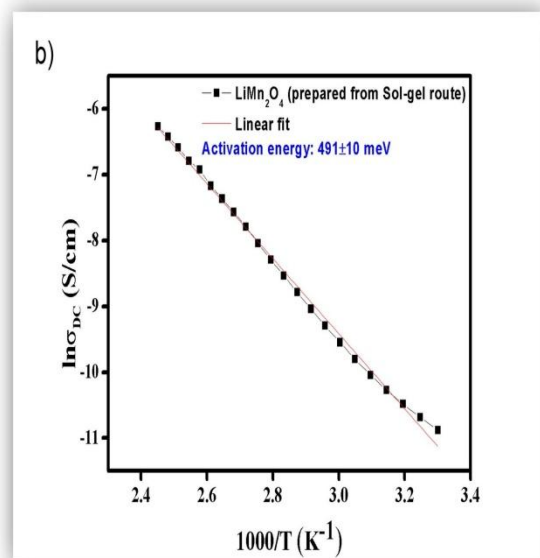 b)
LiMn₂O₄ (prepared from Sol-gel route)
Linear fit
Activation energy: 491±10 meV
-6
-7
-8
-9
-10
-11
lnσDC (S/cm)
2.4 2.6 2.8 3.0 3.2 3.4
1000/T (K⁻¹)